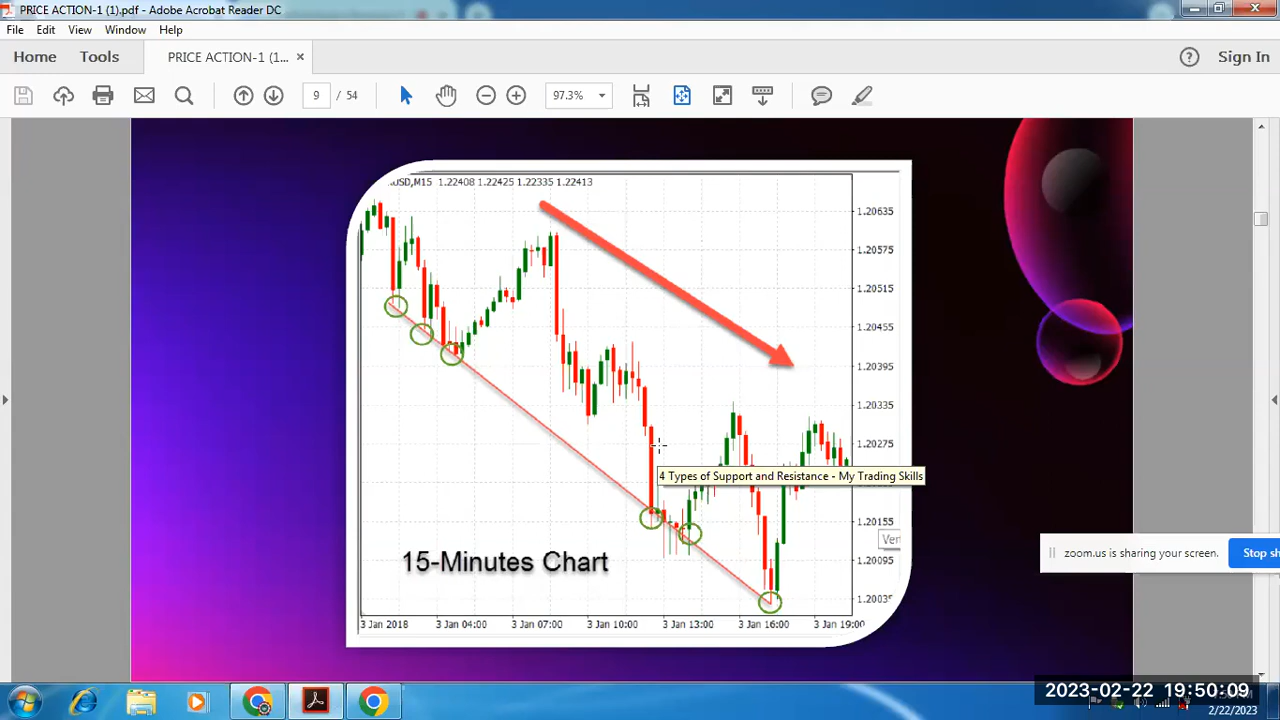 PRICE ACTION-1 (1).pdf - Adobe Acrobat Reader DC
File Edit View Window Help
Home Tools PRICE ACTION-1 (1... × Sign In
9 / 54 97.3%
USD,M15 1.22408 1.22425 1.22335 1.22413
1.20635
1.20575
1.20515
1.20455
1.20395
1.20335
1.20275
4 Types of Support and Resistance - My Trading Skills
1.20155
Vert
zoom.us is sharing your screen. Stop sh
15-Minutes Chart
1.20095
1.20035
3 Jan 2018 3 Jan 04:00 3 Jan 07:00 3 Jan 10:00 3 Jan 13:00 3 Jan 16:00 3 Jan 19:00
2023-02-22 19:50:09
2/22/2023